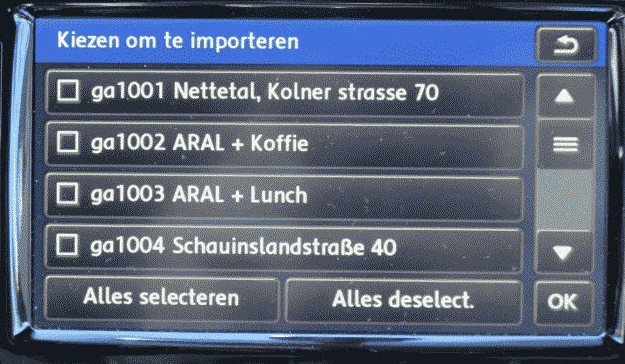 Kiezen om te importeren
ga1001 Nettetal, Kolner strasse 70
ga1002 ARAL + Koffie
ga1003 ARAL + Lunch
ga1004 Schauinslandstraße 40
Alles selecteren
Alles deselect.
OK